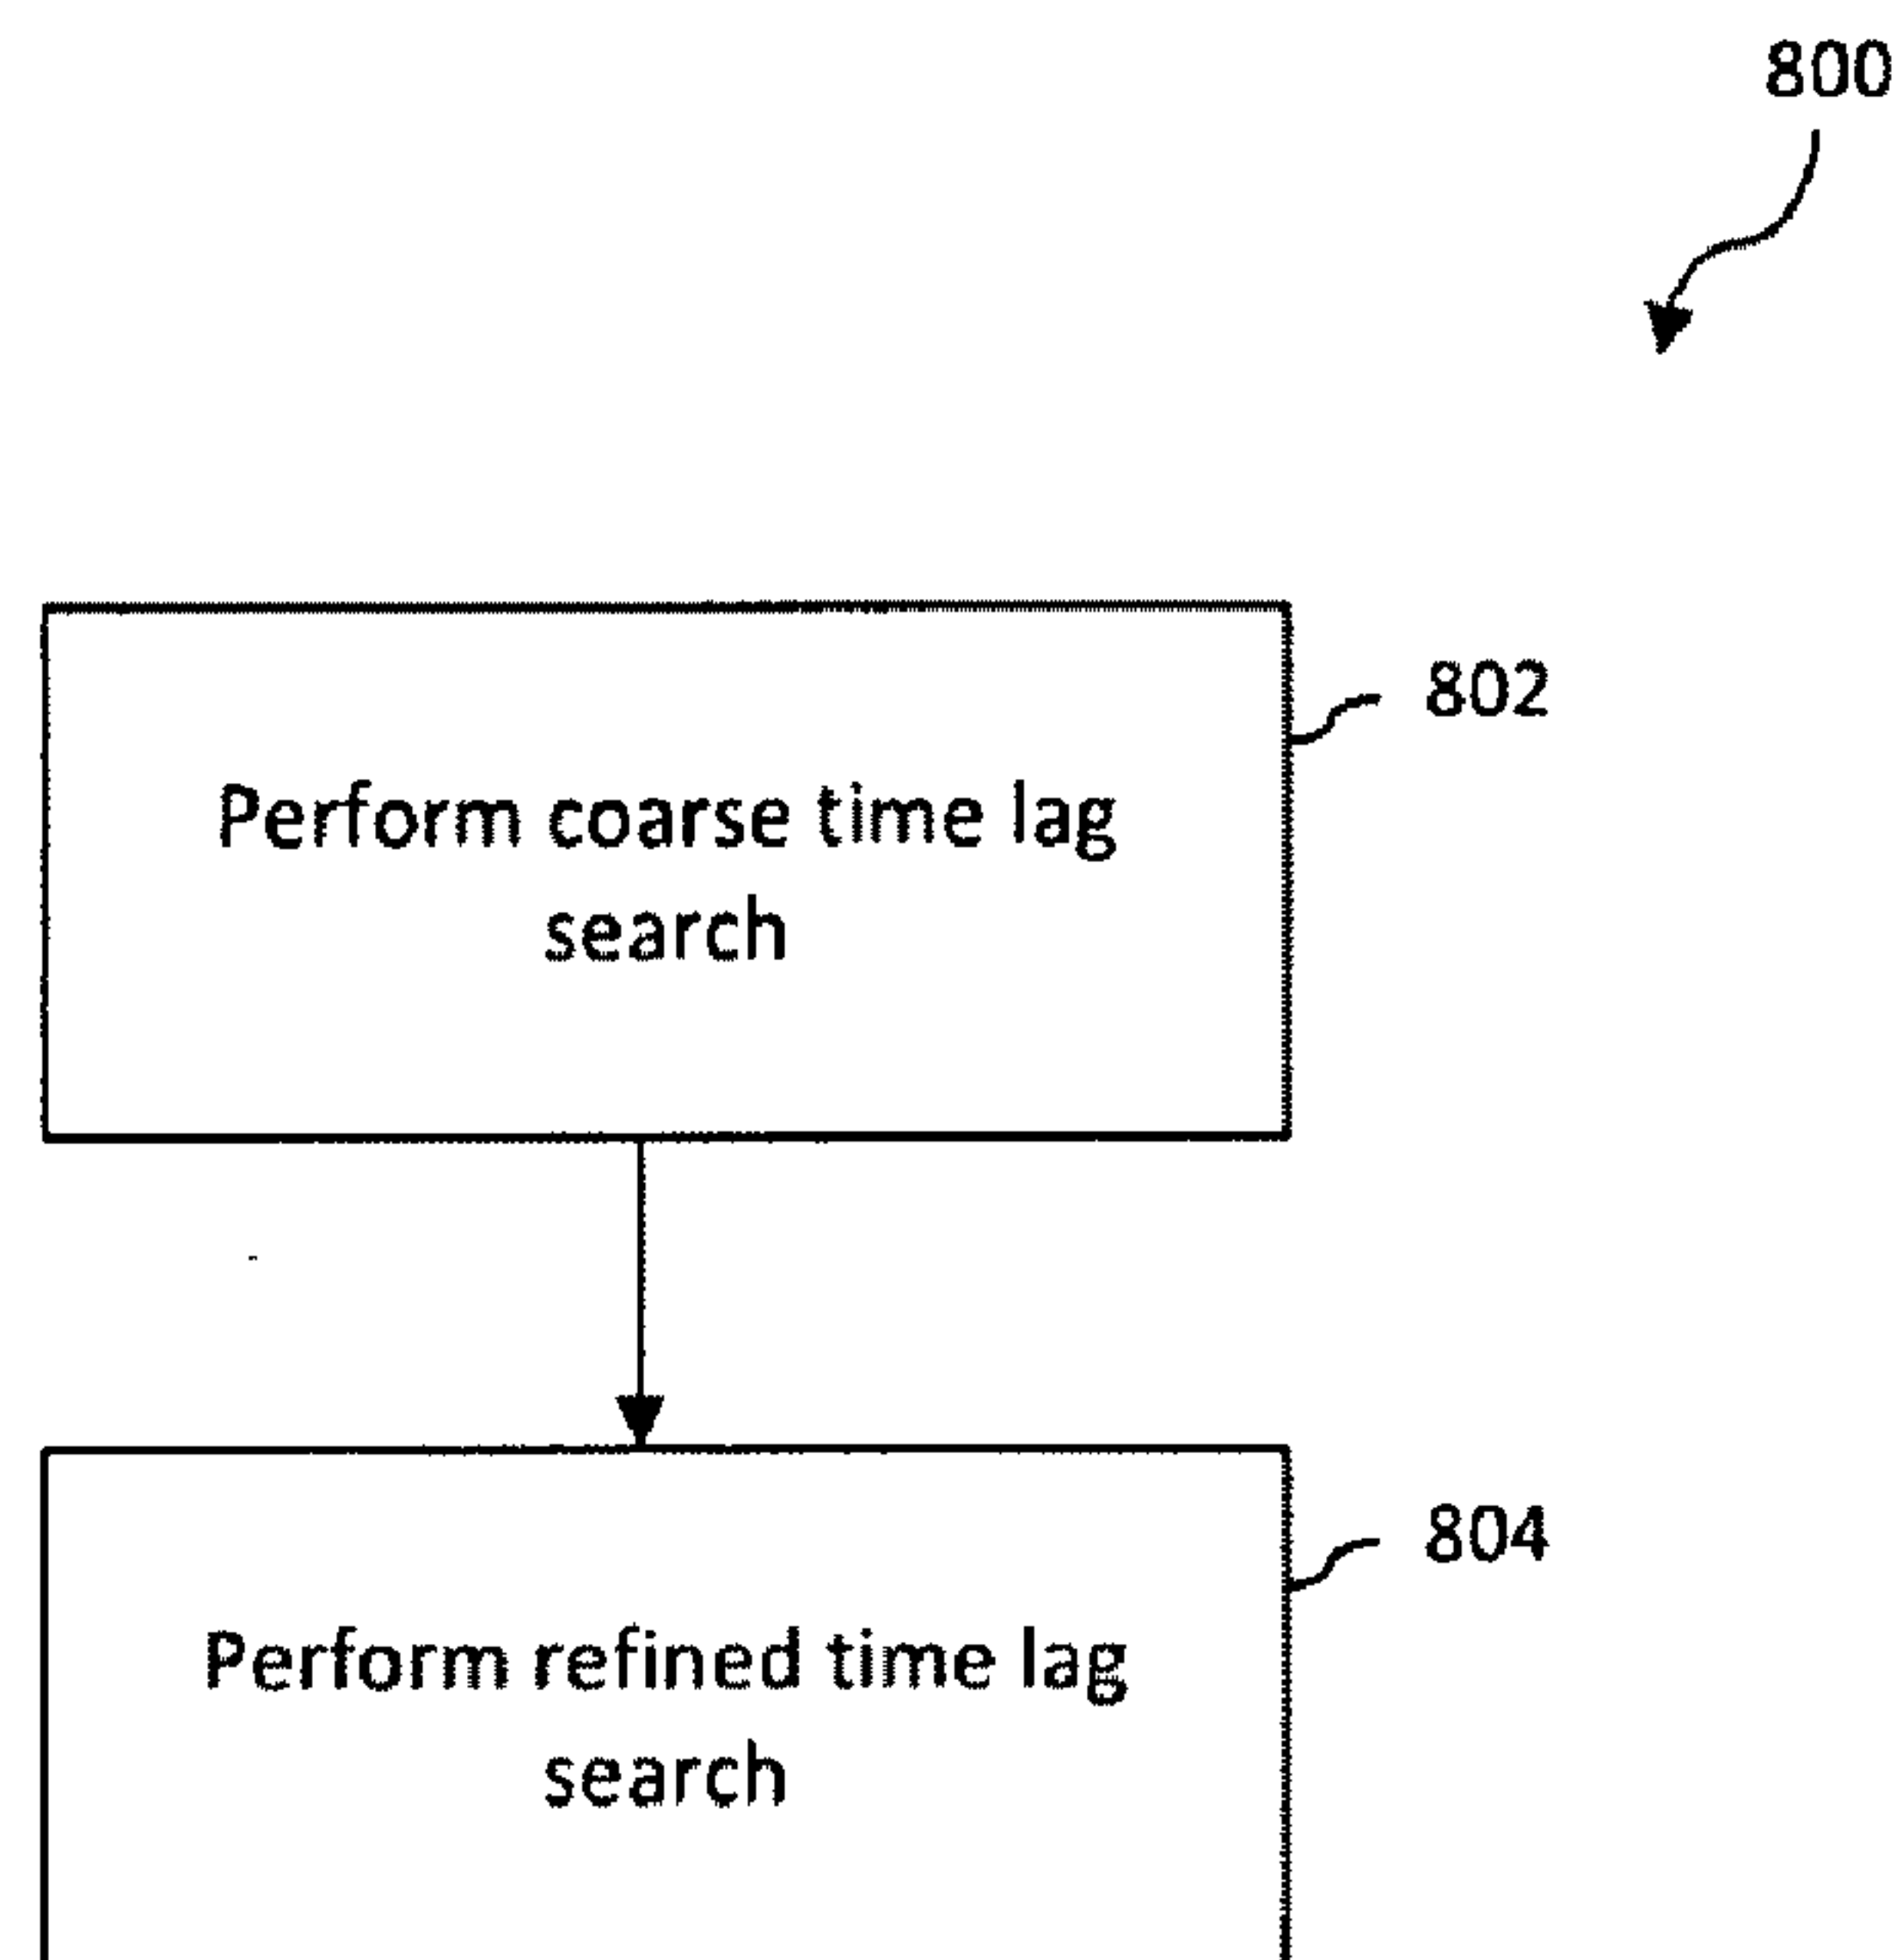 800
802
Perform coarse time lag
search
804
Perform refined time lag
search